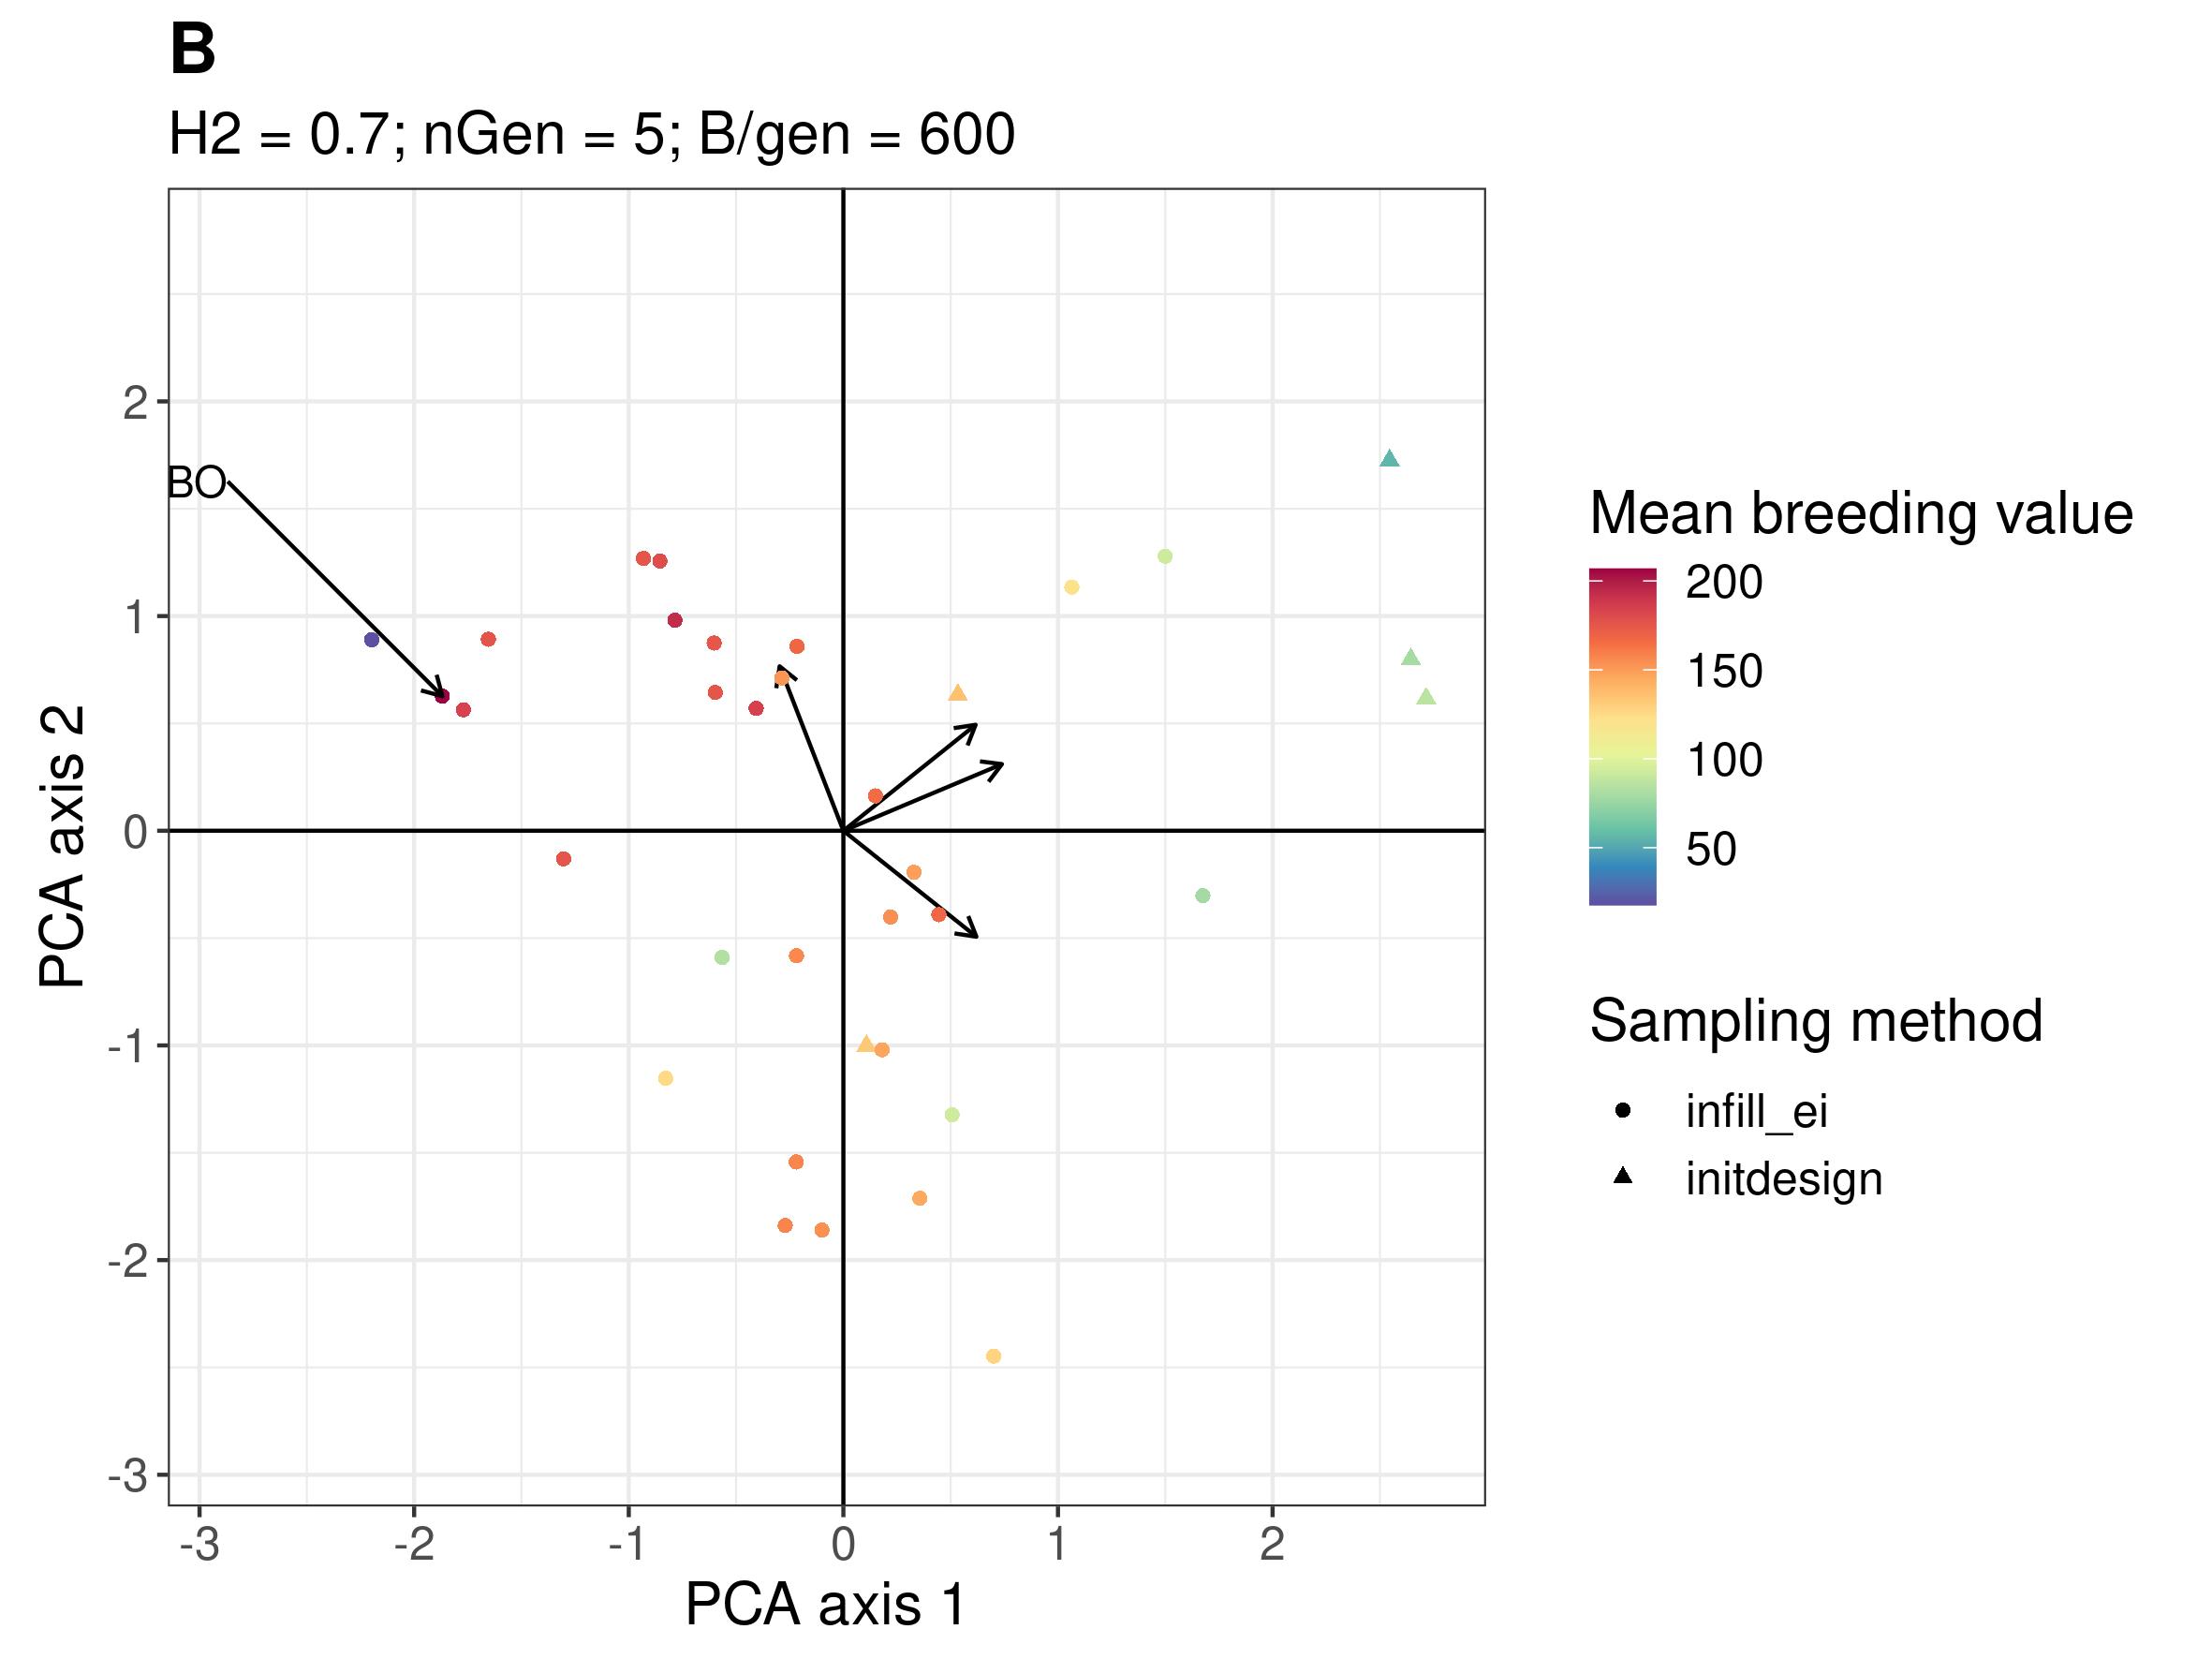 B
H2 = 0.7; nGen = 5; B/gen = 600
PCA axis 2
2
1
0
-1
-2
-3
BO
-3
-2
-1
0
1
2
PCA axis 1
Mean breeding value
200
150
100
50
Sampling method
infill_ei
initdesign